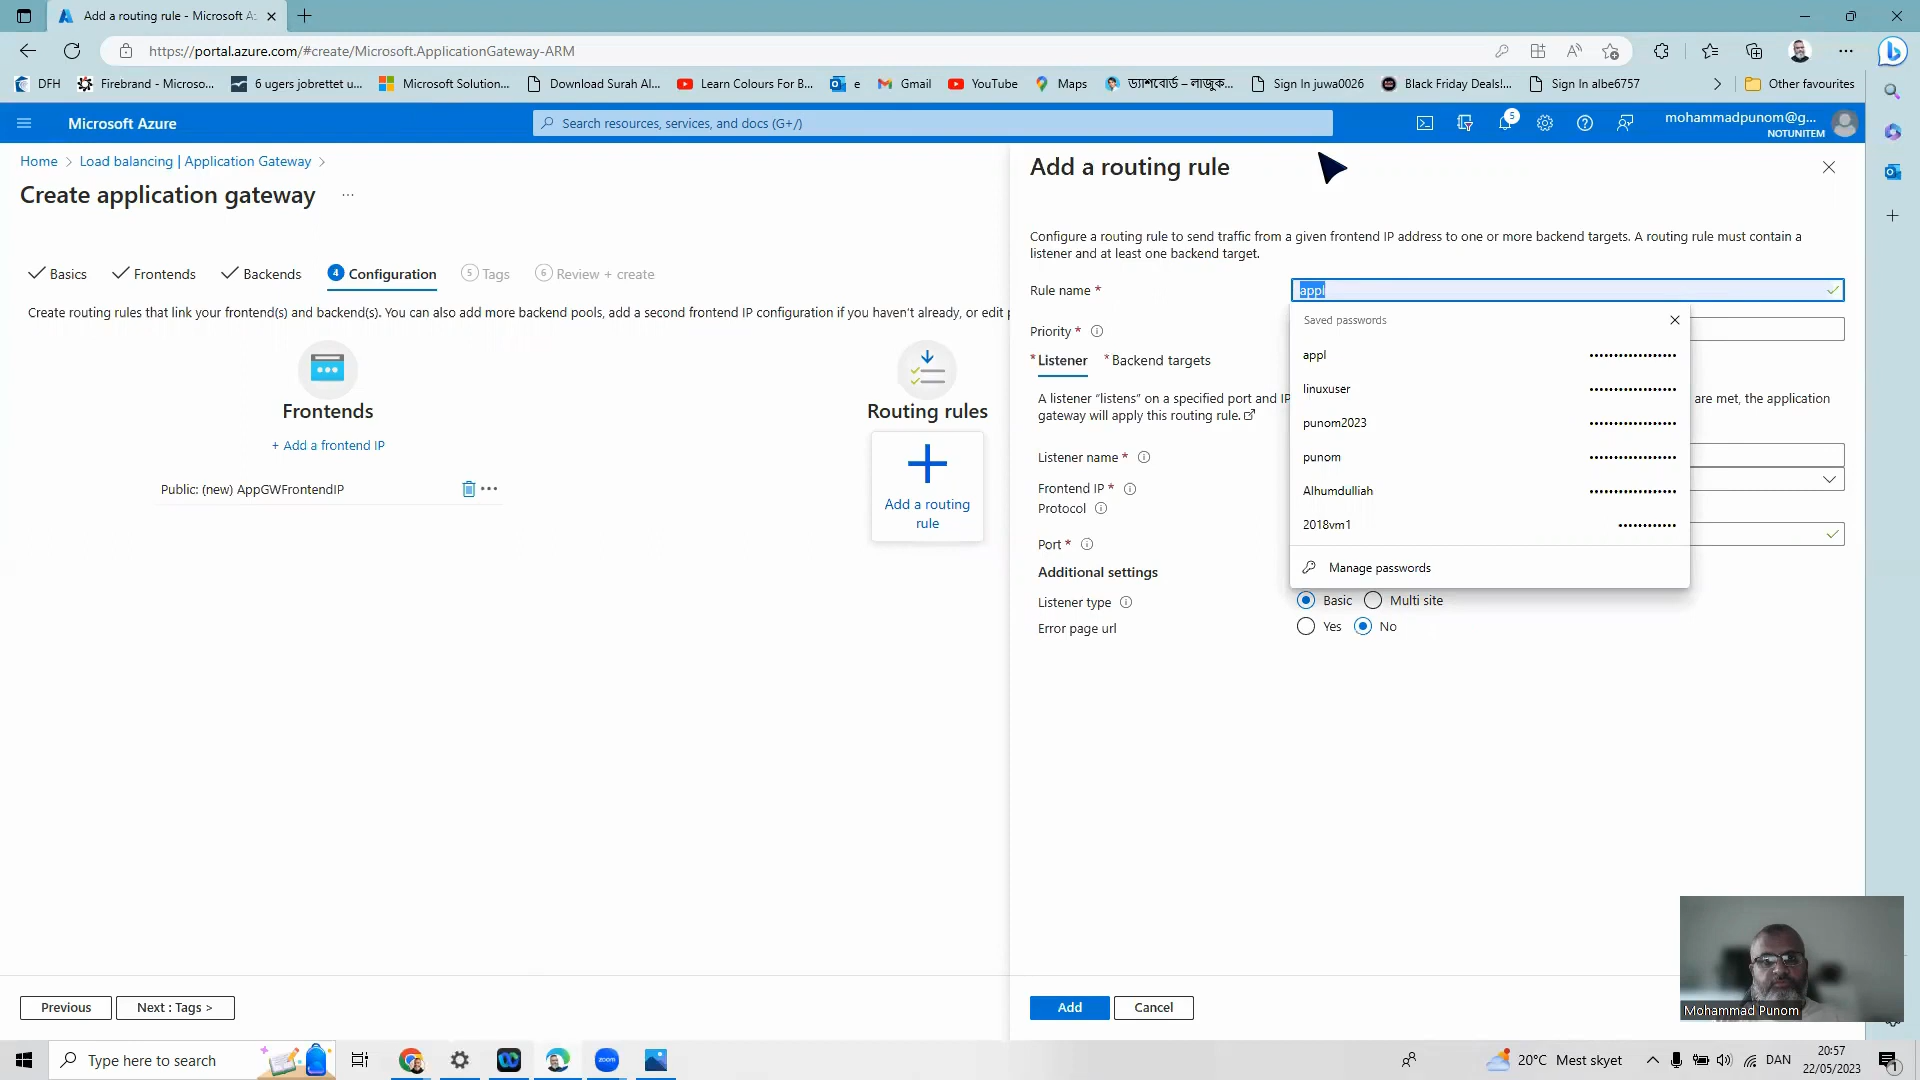 Add a routing rule - Microsoft Az
https://portal.azure.com/#create/Microsoft.ApplicationGateway-ARM
DFH
Firebrand - Microso...
6 ugers jobrettet u...
Microsoft Solution...
Download Surah Al...
Learn Colours For B...
e
Gmail
YouTube
Maps
ড্যাশবোর্ড – লাজুক...
Sign In juwa0026
Black Friday Deals!...
Sign In albe6757
Other favourites
Microsoft Azure
Search resources, services, and docs (G+/)
5
mohammadpunom@g...
NOTUNITEM
Home
Load balancing | Application Gateway
Create application gateway
...
Basics
Frontends
Backends
4 Configuration
5 Tags
6 Review + create
Create routing rules that link your frontend(s) and backend(s). You can also add more backend pools, add a second frontend IP configuration if you haven't already, or edit
Frontends
+ Add a frontend IP
Public: (new) AppGWFrontendIP
Routing rules
Add a routing
rule
Previous
Next : Tags >
Add a routing rule
Configure a routing rule to send traffic from a given frontend IP address to one or more backend targets. A routing rule must contain a
listener and at least one backend target.
Rule name *
appl
Priority *
*Listener
*Backend targets
A listener “listens” on a specified port and IP
are met, the application
gateway will apply this routing rule.
Listener name *
Frontend IP *
Protocol
Port *
Additional settings
Listener type
Basic
Multi site
Error page url
Yes
No
Saved passwords
appl ••••••••••••••••••
linuxuser ••••••••••••••••••
punom2023 ••••••••••••••••••
punom ••••••••••••••••••
Alhumdulliah ••••••••••••••••••
2018vm1 ••••••••••••
Manage passwords
Add
Cancel
Mohammad Punom
Type here to search
zoom
20°C Mest skyet
DAN
20:57
22/05/2023
1